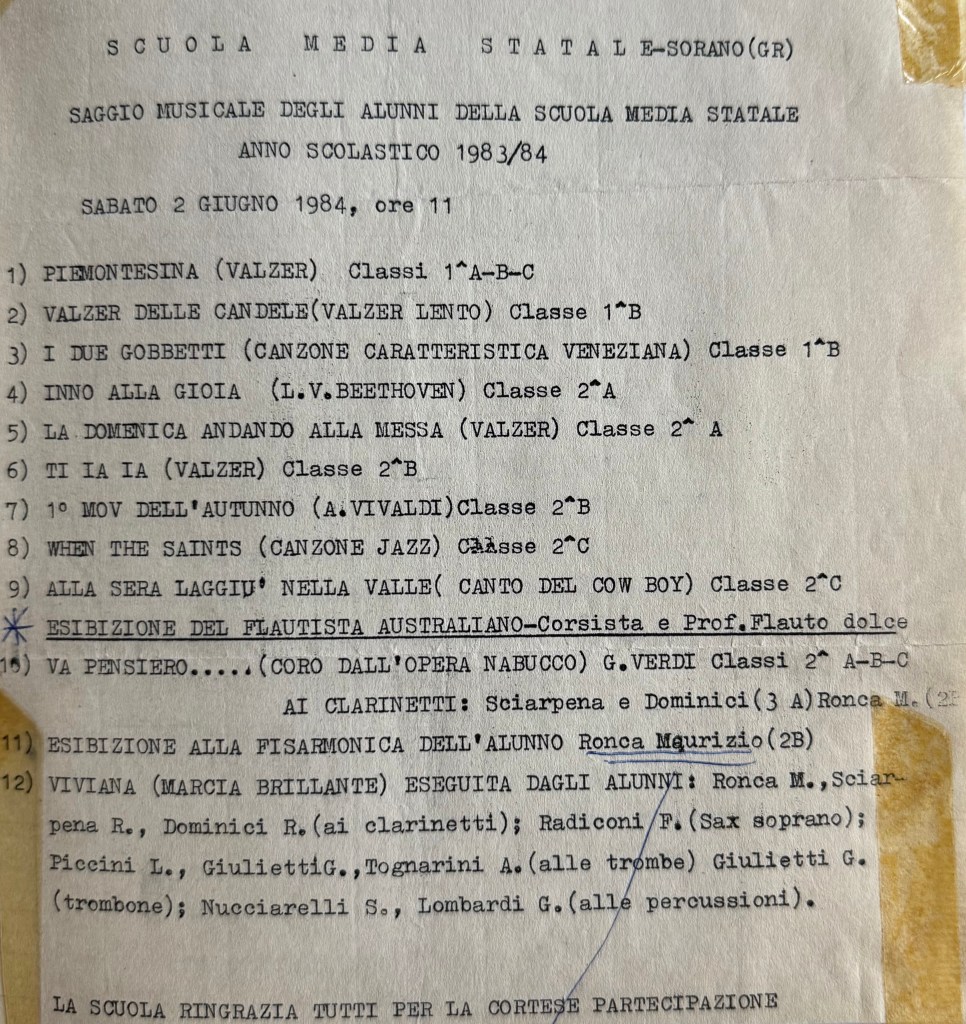 SCUOLA MEDIA STATALE-SORANO(GR)
SAGGIO MUSICALE DEGLI ALUNNI DELLA SCUOLA MEDIA STATALE
ANNO SCOLASTICO 1983/84
SABATO 2 GIUGNO 1984, ore 11
1) PIEMONTESINA (VALZER) Classi 1^A-B-C
2) VALZER DELLE CANDELE(VALZER LENTO) Classe 1^B
3) I DUE GOBBETTI (CANZONE CARATTERISTICA VENEZIANA) Classe 1^B
4) INNO ALLA GIOIA (L.V.BEETHOVEN) Classe 2^A
5) LA DOMENICA ANDANDO ALLA MESSA (VALZER) Classe 2^ A
6) TI IA IA (VALZER) Classe 2^B
7) 1° MOV DELL'AUTUNNO (A.VIVALDI)Classe 2^B
8) WHEN THE SAINTS (CANZONE JAZZ) Classe 2^C
9) ALLA SERA LAGGIU' NELLA VALLE( CANTO DEL COW BOY) Classe 2^C
* ESIBIZIONE DEL FLAUTISTA AUSTRALIANO-Corsista e Prof.Flauto dolce
10) VA PENSIERO.....(CORO DALL'OPERA NABUCCO) G.VERDI Classi 2^ A-B-C
AI CLARINETTI: Sciarpena e Dominici(3 A)Ronca M.
11) ESIBIZIONE ALLA FISARMONICA DELL'ALUNNO Ronca Maurizio(2B)
12) VIVIANA (MARCIA BRILLANTE) ESEGUITA DAGLI ALUNNI: Ronca M.,Sciar-
pena R., Dominici R.(ai clarinetti); Radiconi F.(Sax soprano);
Piccini L., GiuliettiG.,Tognarini A.(alle trombe) Giulietti G.
(trombone); Nucciarelli S., Lombardi G.(alle percussioni).
LA SCUOLA RINGRAZIA TUTTI PER LA CORTESE PARTECIPAZIONE